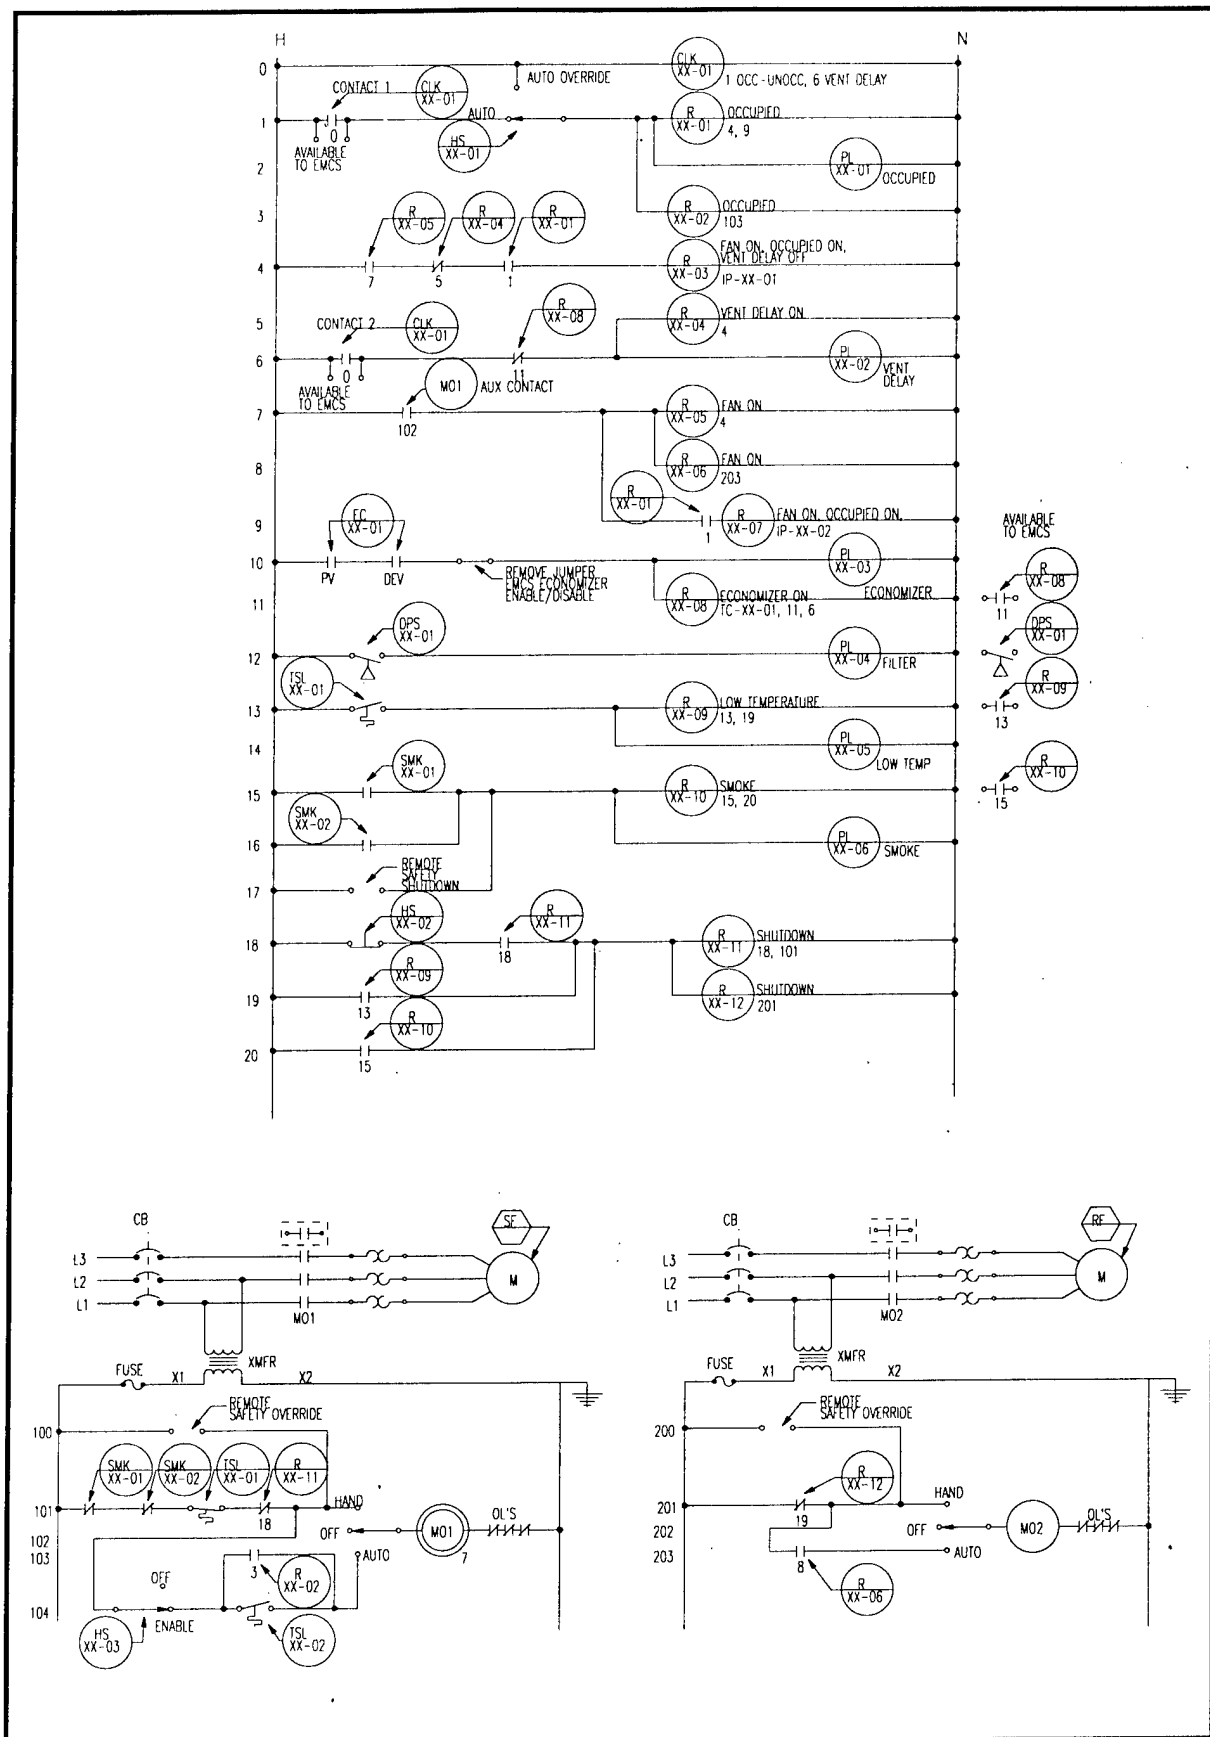 H N
0 CLK XX-01 1 OCC-UNOCC, 6 VENT DELAY
AUTO OVERRIDE
CONTACT 1 CLK XX-01
1 0 AUTO R XX-01 OCCUPIED 4, 9
AVAILABLE TO EMCS
HS XX-01
2 PL XX-01 OCCUPIED
3 R XX-02 OCCUPIED 103
R XX-05 R XX-04 R XX-01
4 7 5 1 R XX-03 FAN ON, OCCUPIED ON, VENT DELAY OFF IP-XX-01
5 R XX-04 VENT DELAY ON 4
CONTACT 2 CLK XX-01 R XX-08
6 0 11 PL XX-02 VENT DELAY
AVAILABLE TO EMCS
M01 AUX CONTACT
7 102 R XX-05 FAN ON 4
8 R XX-06 FAN ON 203
R XX-01
9 1 R XX-07 FAN ON, OCCUPIED ON, IP-XX-02
EC XX-01
10 PV DEV PL XX-03 ECONOMIZER
REMOVE JUMPER
EMCS ECONOMIZER
ENABLE/DISABLE
AVAILABLE TO EMCS
11 R XX-08 ECONOMIZER ON TC-XX-01, 11, 6
R XX-08 11
DPS XX-01
12 PL XX-04 FILTER
DPS XX-01
TSL XX-01
13 R XX-09 LOW TEMPERATURE 13, 19
R XX-09 13
14 PL XX-05 LOW TEMP
SMK XX-01
15 R XX-10 SMOKE 15, 20
R XX-10 15
SMK XX-02
16 PL XX-06 SMOKE
17 REMOTE SAFETY SHUTDOWN
HS XX-02 R XX-11
18 18 R XX-11 SHUTDOWN 18, 101
R XX-09
19 13 R XX-12 SHUTDOWN 201
R XX-10
20 15
CB SF
L3
L2 M
L1 M01
XMFR
FUSE X1 X2
REMOTE
SAFETY OVERRIDE
100
SMK XX-01 SMK XX-02 TSL XX-01 R XX-11
101 18 HAND
102 OFF M01 7 OL'S
103 3 R XX-02 AUTO
OFF
104 ENABLE
HS XX-03 TSL XX-02
CB RF
L3
L2 M
L1 M02
XMFR
FUSE X1 X2
REMOTE
SAFETY OVERRIDE
200
R XX-12
201 19 HAND
202 OFF M02 OL'S
203 8 AUTO
R XX-06